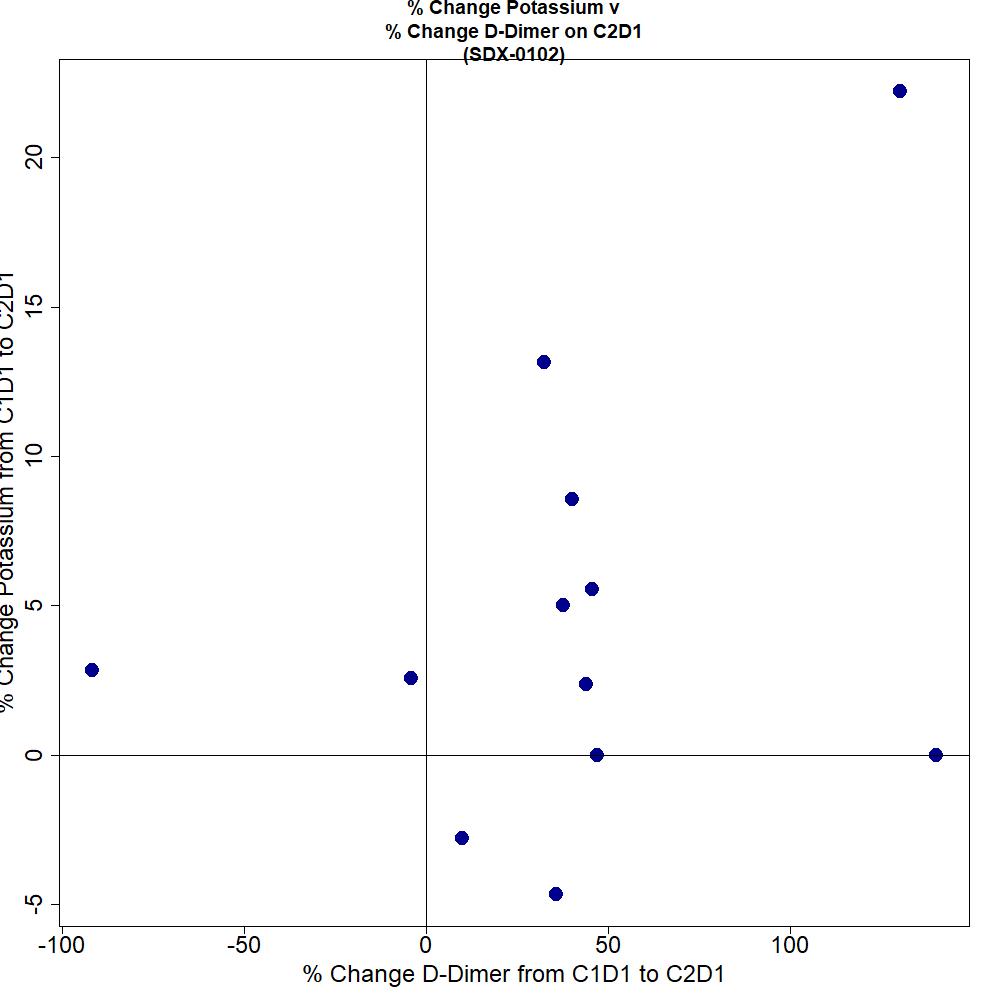 % Change Potassium v
% Change D-Dimer on C2D1
(SDX-0102)
% Change Potassium from C1D1 to C2D1
20
15
10
5
0
-5
-100
-50
0
50
100
% Change D-Dimer from C1D1 to C2D1